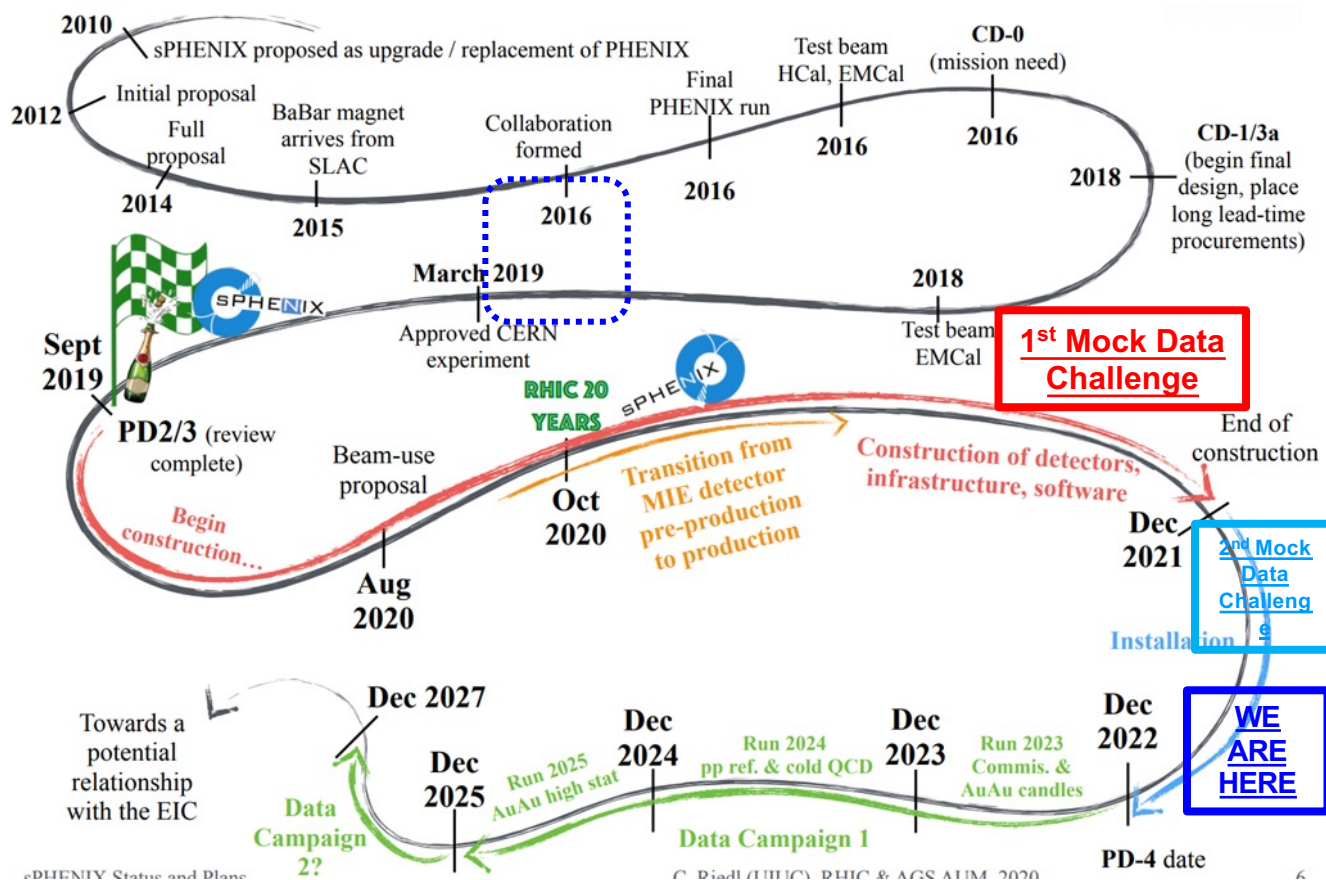 2010
sPHENIX proposed as upgrade / replacement of PHENIX
2012
Initial proposal
Full
proposal
2014
BaBar magnet
arrives from
SLAC
2015
Collaboration
formed
2016
Final
PHENIX run
2016
Test beam
HCal, EMCal
2016
CD-0
(mission need)
2016
2018
CD-1/3a
(begin final
design, place
long lead-time
procurements)
2018
Test beam
EMCal
March 2019
Approved CERN
experiment
sPHENIX
Sept
2019
PD2/3 (review
complete)
Begin
construction…
Beam-use
proposal
Aug
2020
RHIC 20
YEARS
sPHENIX
Oct
2020
Transition from
MIE detector
pre-production
to production
1st Mock Data
Challenge
Construction of detectors,
infrastructure, software
End of
construction
Dec
2021
2nd Mock
Data
Challeng
e
Installation
WE
ARE
HERE
Dec
2022
PD-4 date
Run 2023
Commis. &
AuAu candles
Dec
2023
Run 2024
pp ref. & cold QCD
Data Campaign 1
Dec
2024
Run 2025
AuAu high stat
Dec
2025
Data
Campaign
2?
Dec 2027
Towards a
potential
relationship
with the EIC
sPHENIX Status and Plans
C. Riedl (UIUC), RHIC & AGS AUM, 2020
6